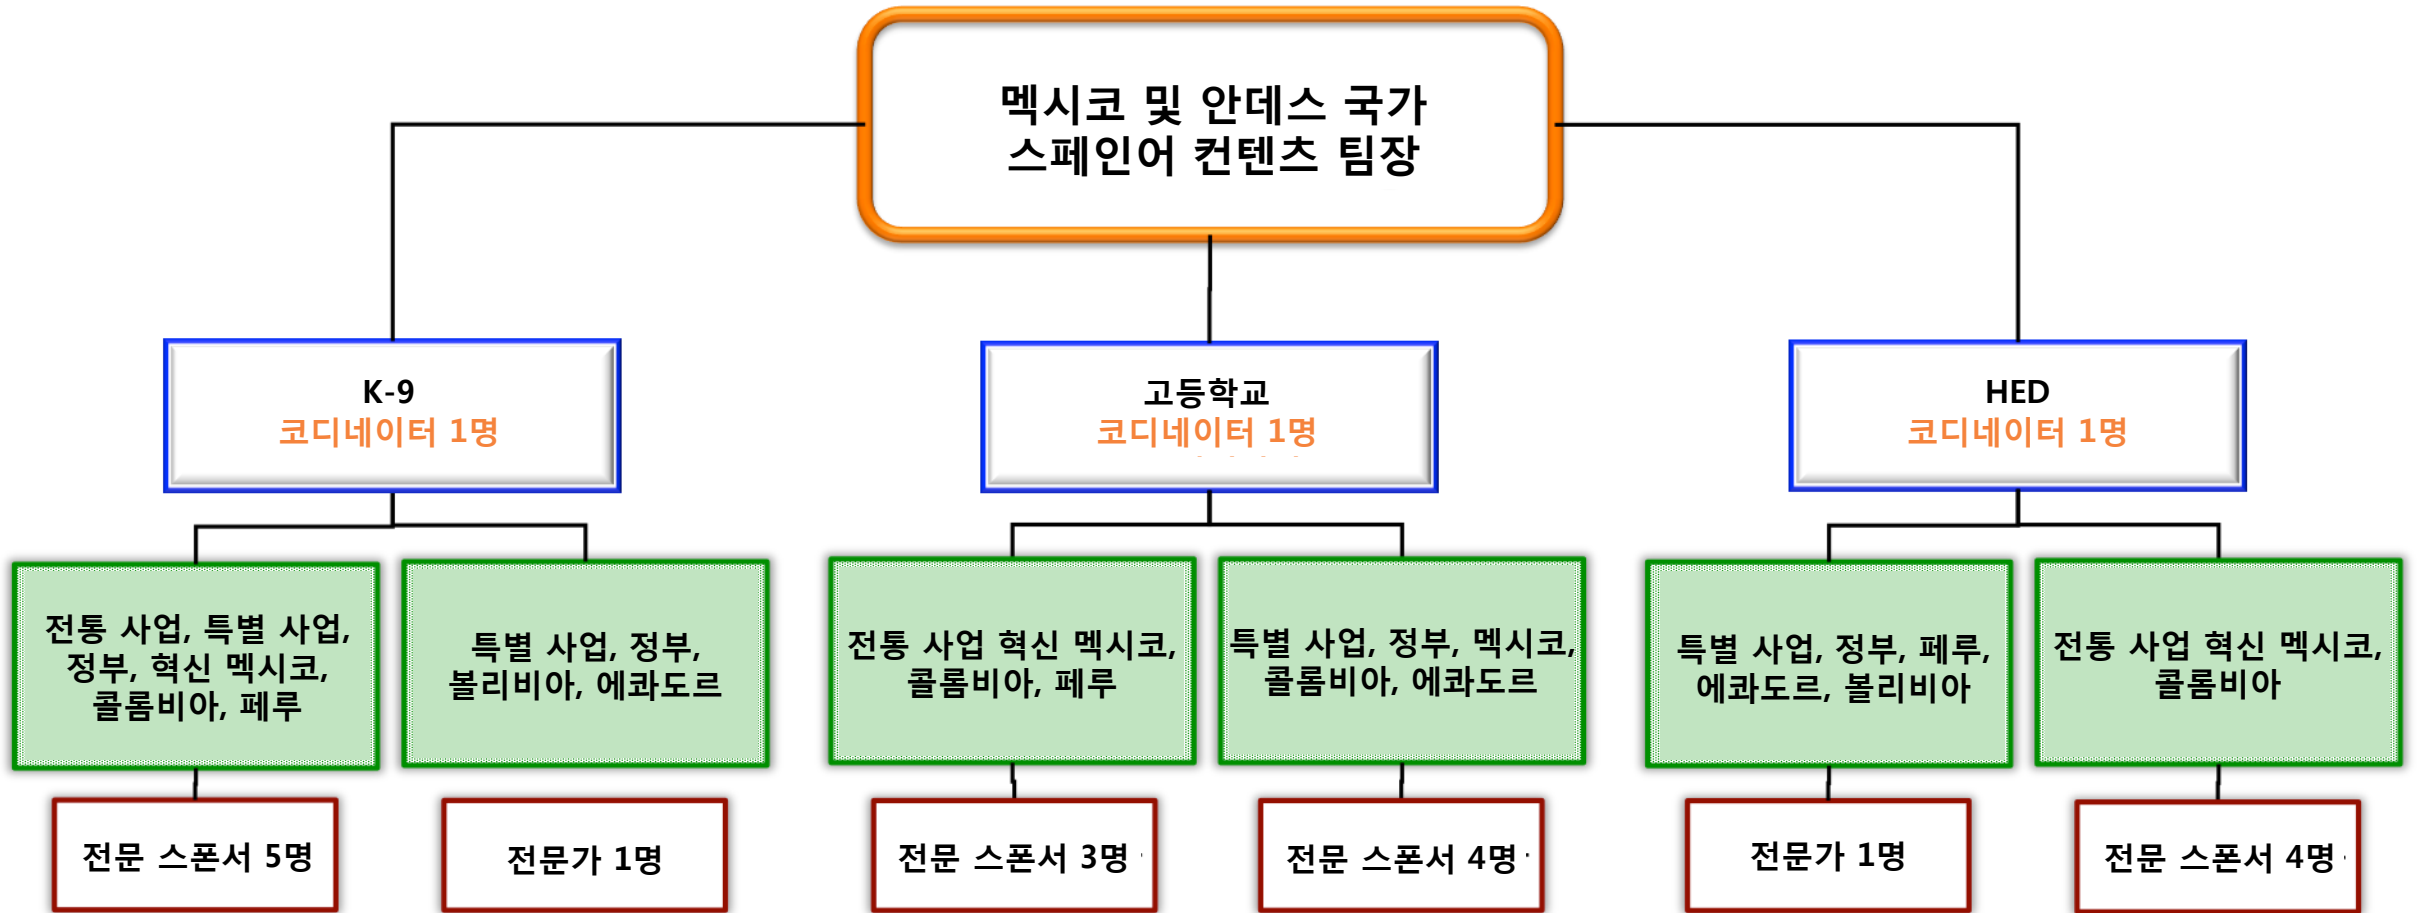 멕시코 및 안데스 국가
스페인어 컨텐츠 팀장
K-9
코디네이터 1명
고등학교
코디네이터 1명
HED
코디네이터 1명
전통 사업, 특별 사업,
정부, 혁신 멕시코,
콜롬비아, 페루
특별 사업, 정부,
볼리비아, 에콰도르
전통 사업 혁신 멕시코,
콜롬비아, 페루
특별 사업, 정부, 멕시코,
콜롬비아, 에콰도르
특별 사업, 정부, 페루,
에콰도르, 볼리비아
전통 사업 혁신 멕시코,
콜롬비아
전문 스폰서 5명
전문가 1명
전문 스폰서 3명
전문 스폰서 4명
전문가 1명
전문 스폰서 4명